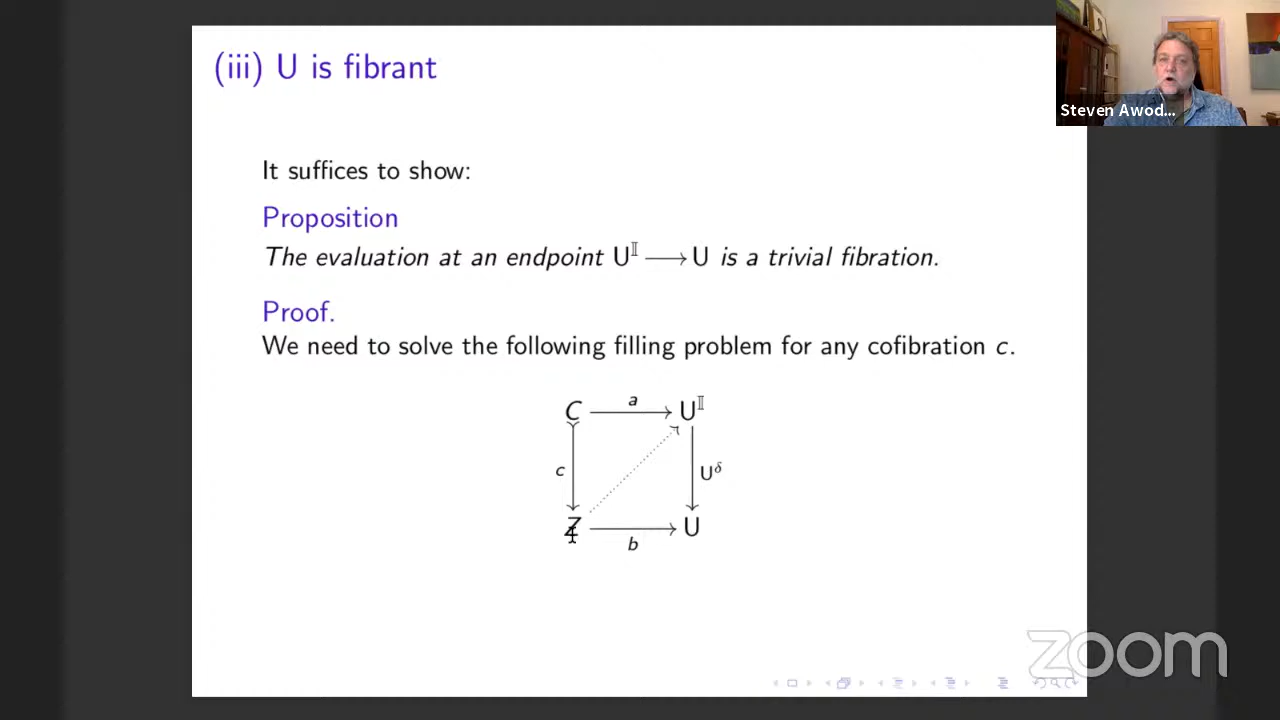 (iii) U is fibrant
Steven Awod...
It suffices to show:
Proposition
The evaluation at an endpoint U^𝕀 ⟶ U is a trivial fibration.
Proof.
We need to solve the following filling problem for any cofibration c.
C a U^𝕀
c U^δ
Z b U
zoom